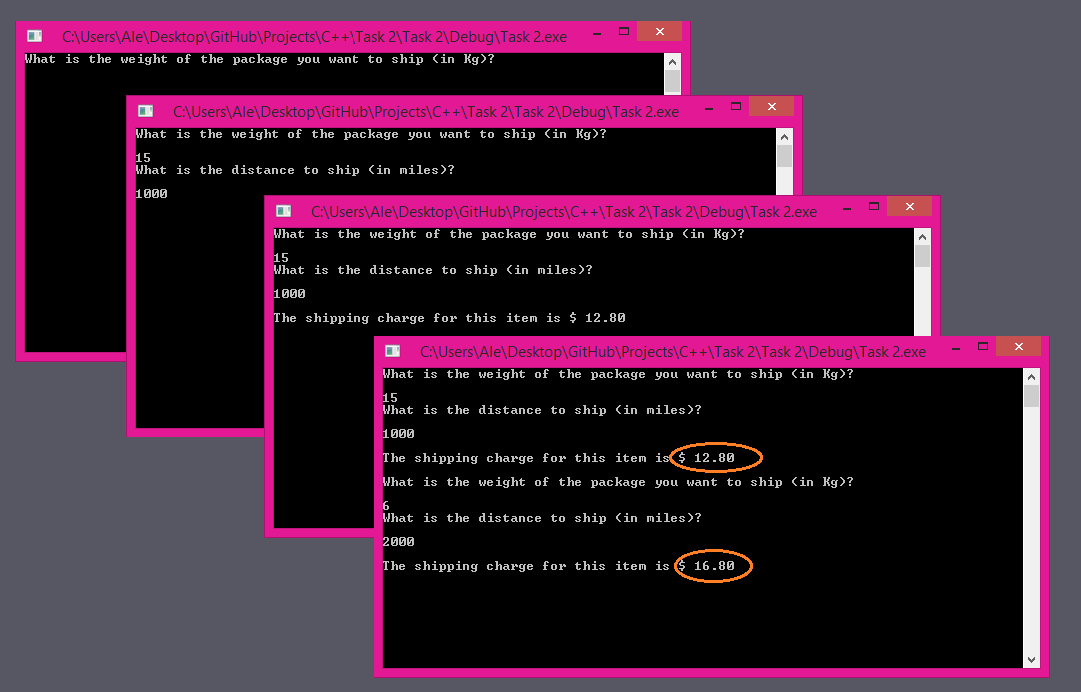 C:\Users\Ale\Desktop\GitHub\Projects\C++\Task 2\Task 2\Debug\Task 2.exe
What is the weight of the package you want to ship (in Kg)?
C:\Users\Ale\Desktop\GitHub\Projects\C++\Task 2\Task 2\Debug\Task 2.exe
What is the weight of the package you want to ship (in Kg)?
15
What is the distance to ship (in miles)?
1000
C:\Users\Ale\Desktop\GitHub\Projects\C++\Task 2\Task 2\Debug\Task 2.exe
What is the weight of the package you want to ship (in Kg)?
15
What is the distance to ship (in miles)?
1000
The shipping charge for this item is $ 12.80
C:\Users\Ale\Desktop\GitHub\Projects\C++\Task 2\Task 2\Debug\Task 2.exe
What is the weight of the package you want to ship (in Kg)?
15
What is the distance to ship (in miles)?
1000
The shipping charge for this item is $ 12.80
What is the weight of the package you want to ship (in Kg)?
6
What is the distance to ship (in miles)?
2000
The shipping charge for this item is $ 16.80